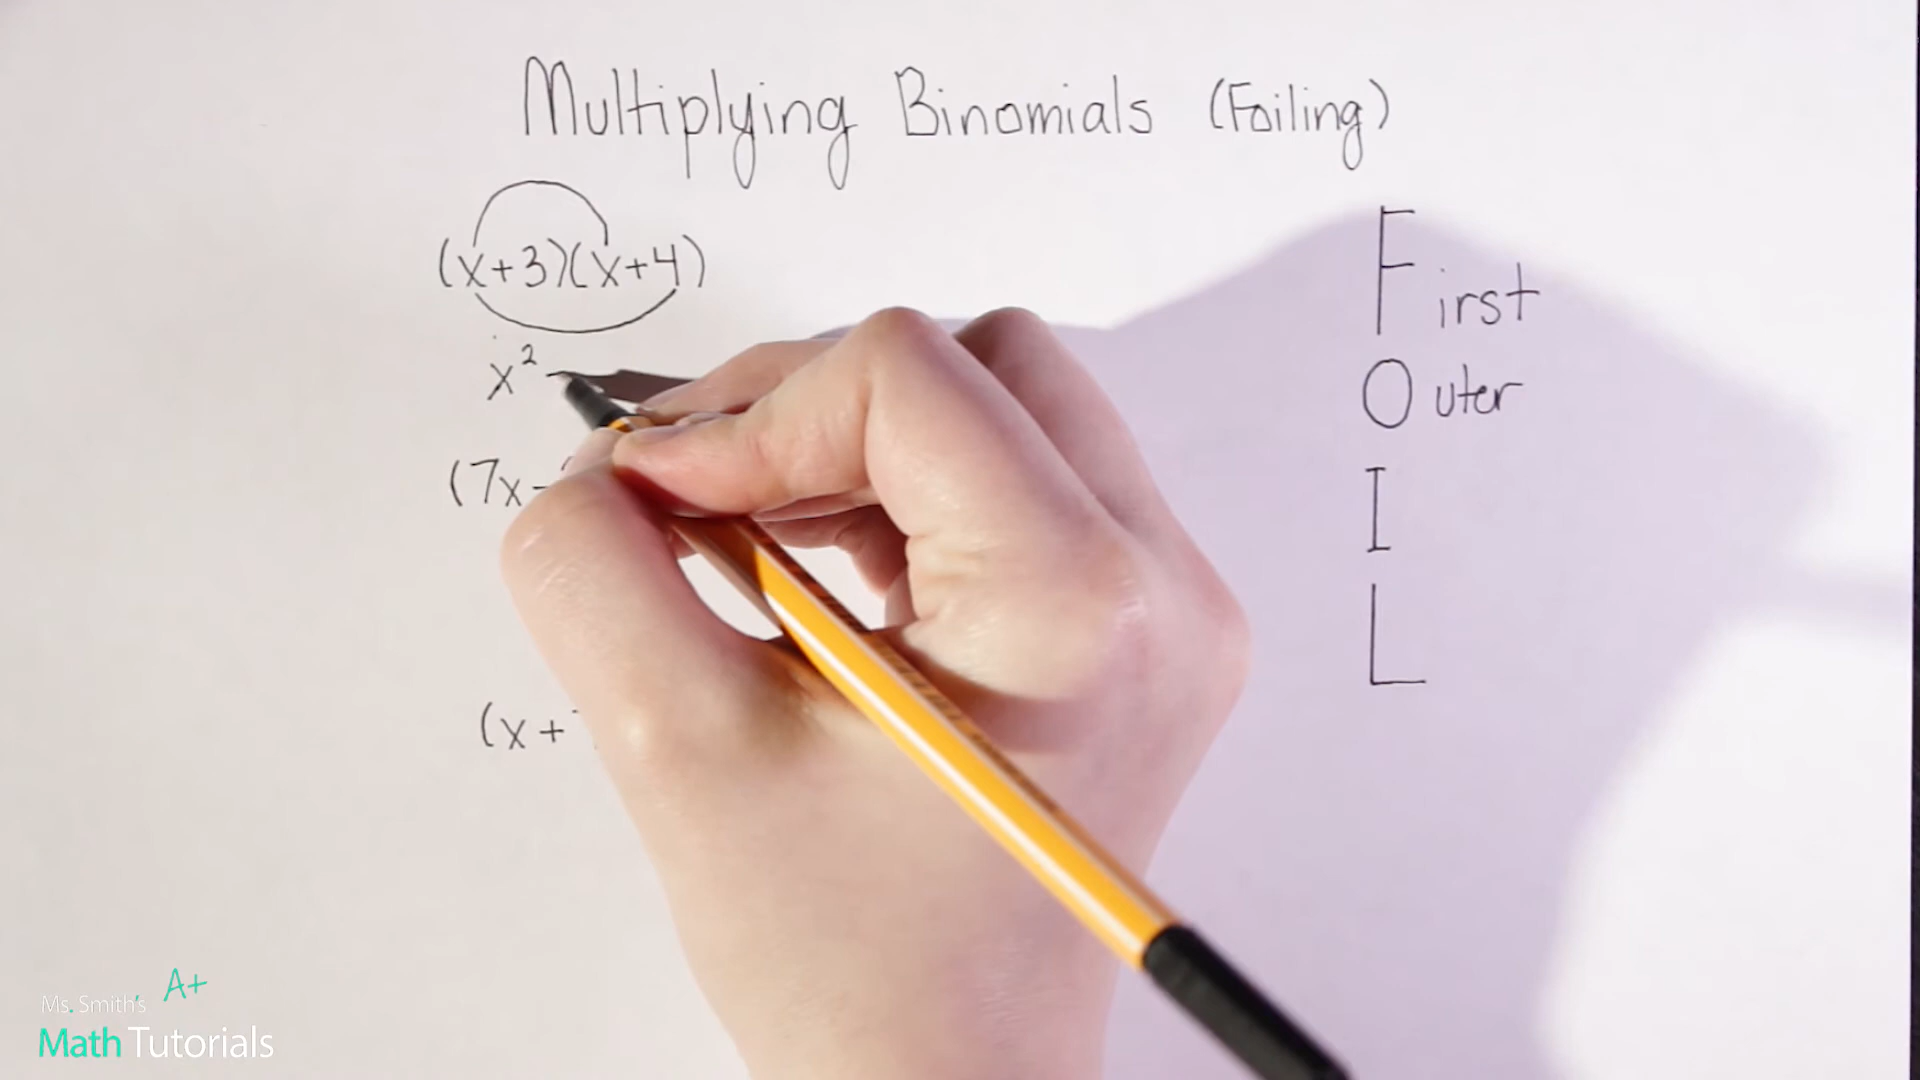 Multiplying Binomials (Foiling)
(x+3)(x+4)
x²
(7x-
(x+
First
Outer
I
L
A+
Ms. Smith's
Math Tutorials